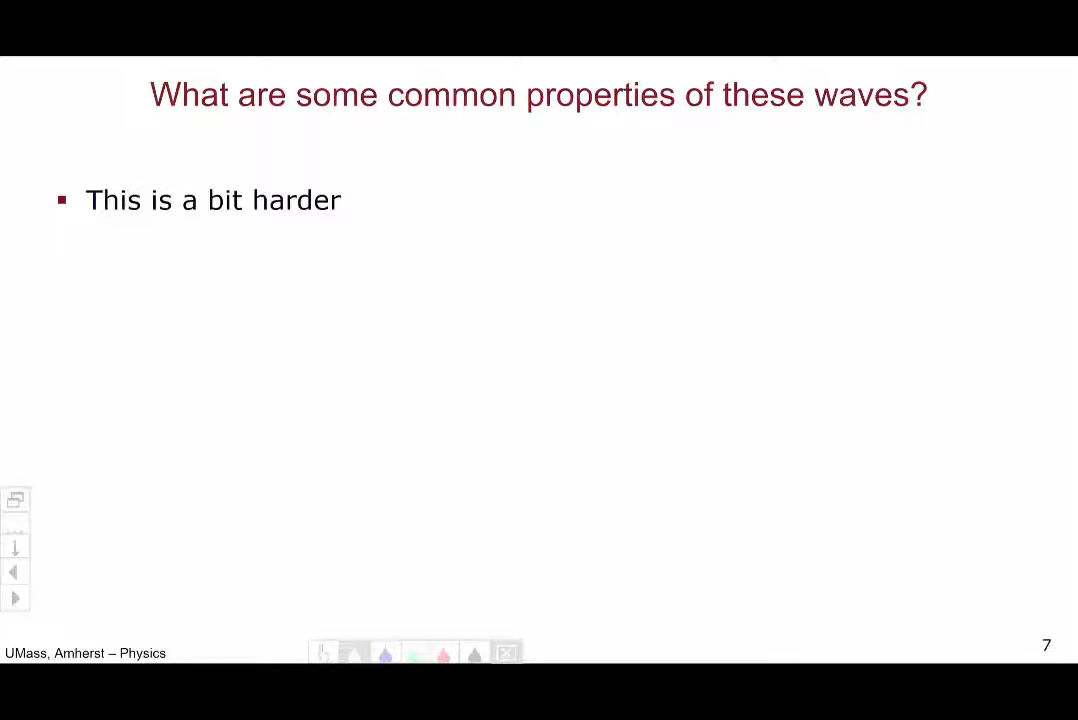 What are some common properties of these waves?
▪ This is a bit harder
UMass, Amherst – Physics
7